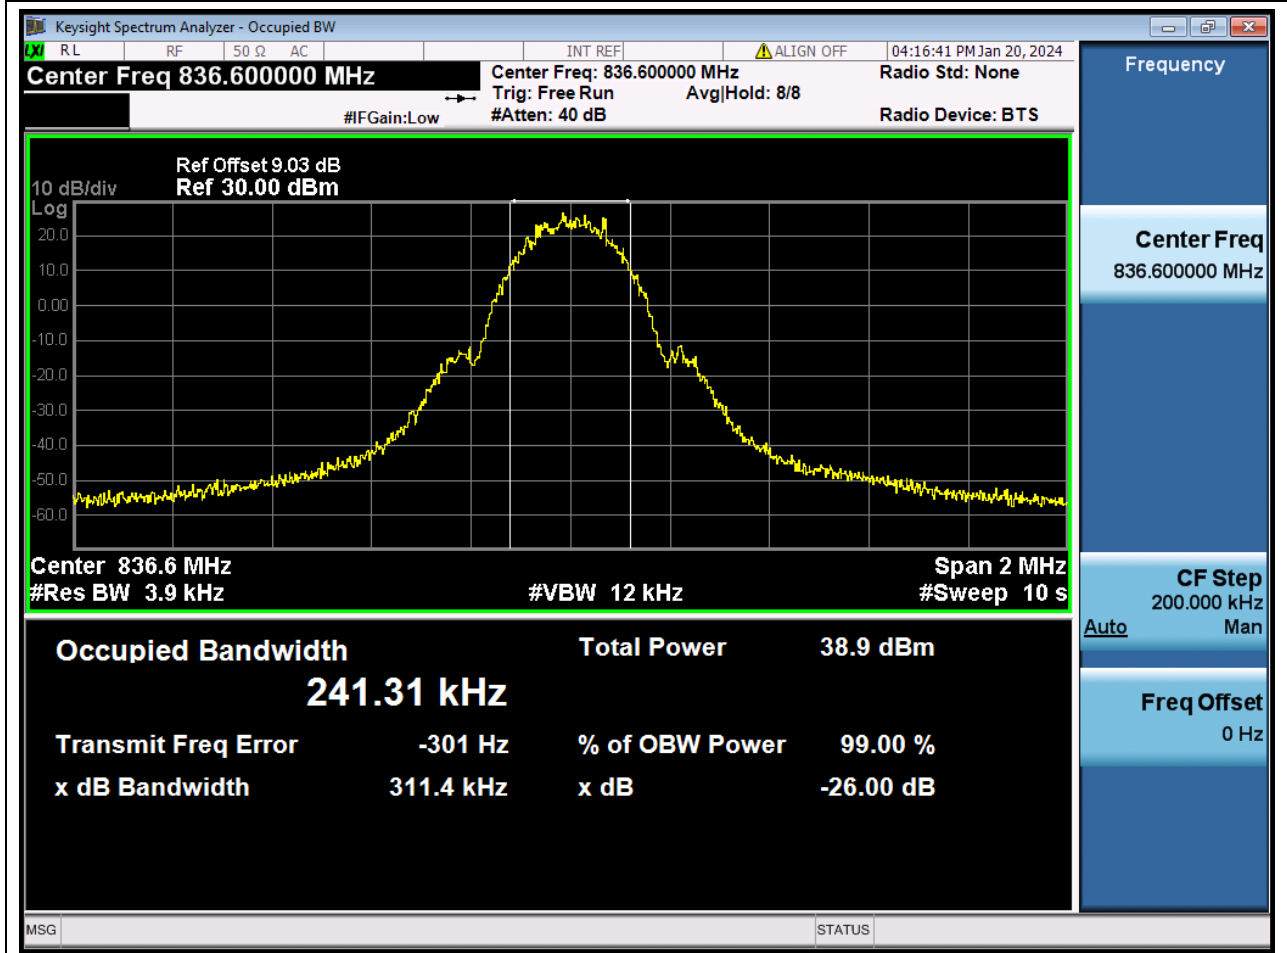 Keysight Spectrum Analyzer - Occupied BW
LXI RL RF 50 Ω AC INT REF ALIGN OFF 04:16:41 PM Jan 20, 2024
Center Freq 836.600000 MHz
Center Freq: 836.600000 MHz
Radio Std: None
Trig: Free Run Avg|Hold: 8/8
#IFGain:Low
#Atten: 40 dB
Radio Device: BTS
Ref Offset 9.03 dB
10 dB/div Ref 30.00 dBm
Log
20.0
10.0
0.00
-10.0
-20.0
-30.0
-40.0
-50.0
-60.0
Center 836.6 MHz Span 2 MHz
#Res BW 3.9 kHz #VBW 12 kHz #Sweep 10 s
Occupied Bandwidth Total Power 38.9 dBm
241.31 kHz
Transmit Freq Error -301 Hz % of OBW Power 99.00 %
x dB Bandwidth 311.4 kHz x dB -26.00 dB
Frequency
Center Freq
836.600000 MHz
CF Step
200.000 kHz
Auto Man
Freq Offset
0 Hz
MSG STATUS